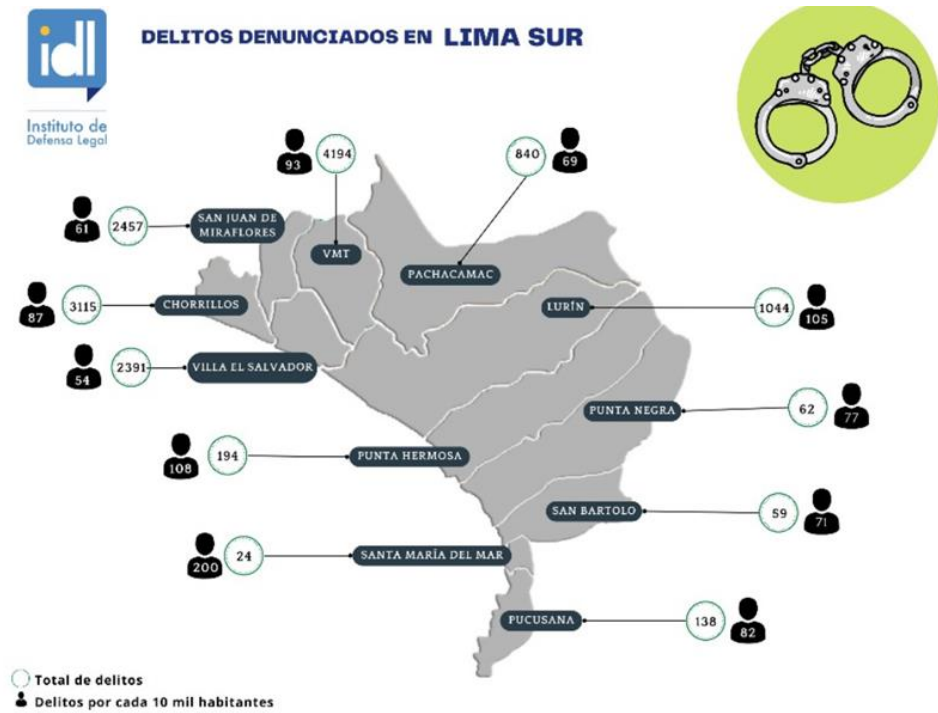 idl
Instituto de
Defensa Legal
DELITOS DENUNCIADOS EN LIMA SUR
93
4194
840
69
61
2457
SAN JUAN DE
MIRAFLORES
VMT
PACHACAMAC
87
3115
CHORRILLOS
LURÍN
1044
105
54
2391
VILLA EL SALVADOR
PUNTA NEGRA
62
77
108
194
PUNTA HERMOSA
SAN BARTOLO
59
71
200
24
SANTA MARÍA DEL MAR
PUCUSANA
138
82
Total de delitos
Delitos por cada 10 mil habitantes